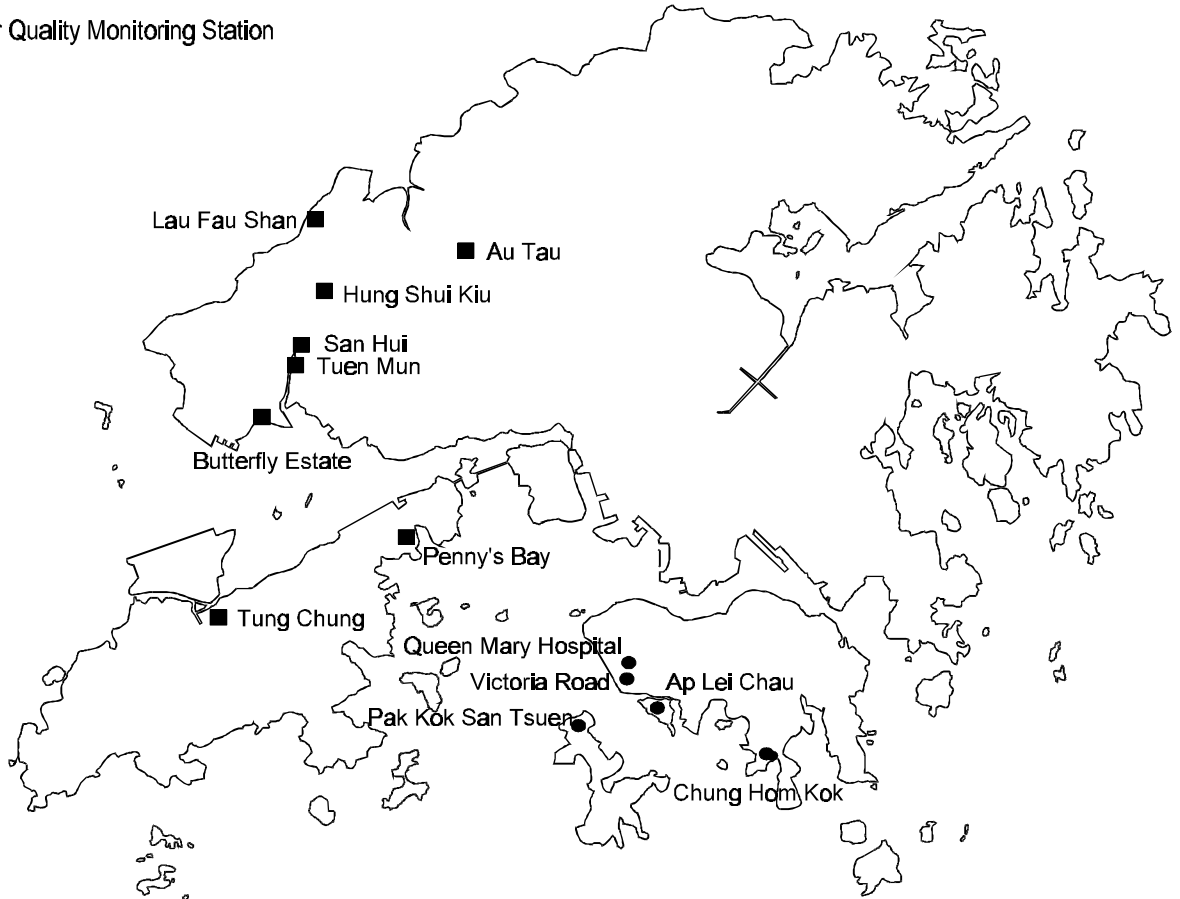 Quality Monitoring Station
Lau Fau Shan
Au Tau
Hung Shui Kiu
San Hui
Tuen Mun
Butterfly Estate
Penny's Bay
Tung Chung
Queen Mary Hospital
Victoria Road
Ap Lei Chau
Pak Kok San Tsuen
Chung Hom Kok